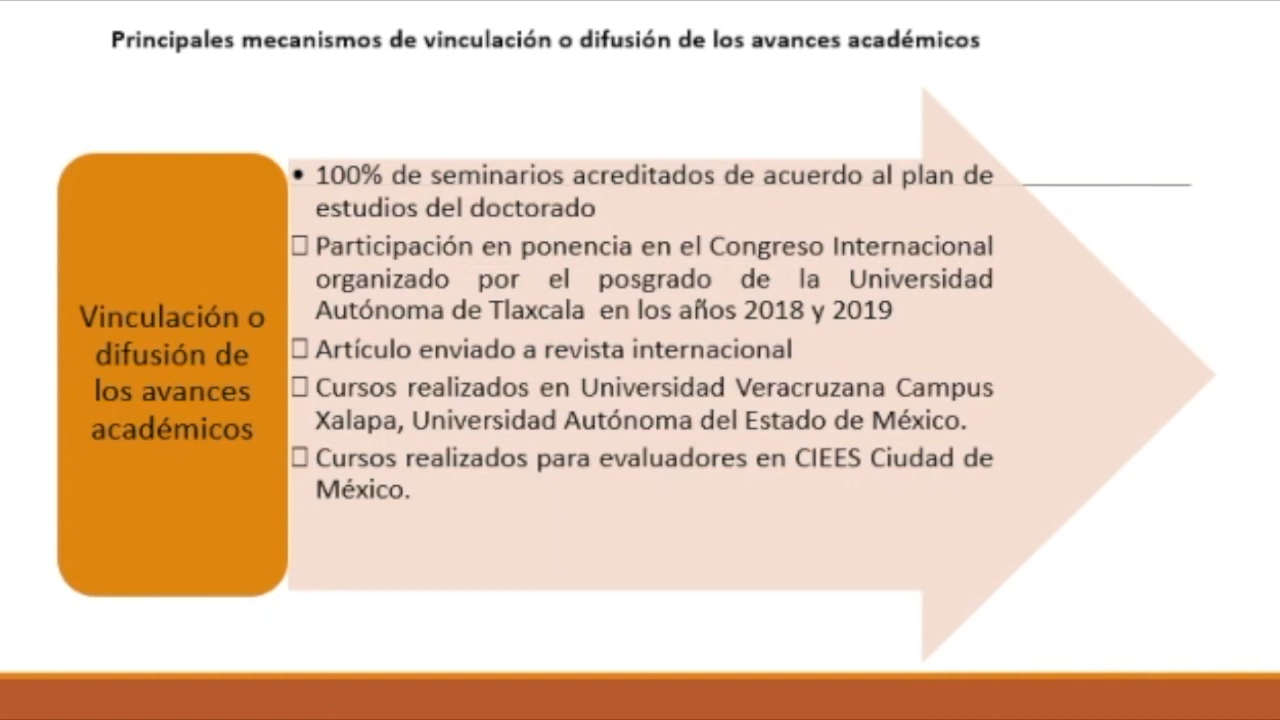 Principales mecanismos de vinculación o difusión de los avances académicos
Vinculación o
difusión de
los avances
académicos
• 100% de seminarios acreditados de acuerdo al plan de
estudios del doctorado
□ Participación en ponencia en el Congreso Internacional
organizado por el posgrado de la Universidad
Autónoma de Tlaxcala en los años 2018 y 2019
□ Artículo enviado a revista internacional
□ Cursos realizados en Universidad Veracruzana Campus
Xalapa, Universidad Autónoma del Estado de México.
□ Cursos realizados para evaluadores en CIEES Ciudad de
México.